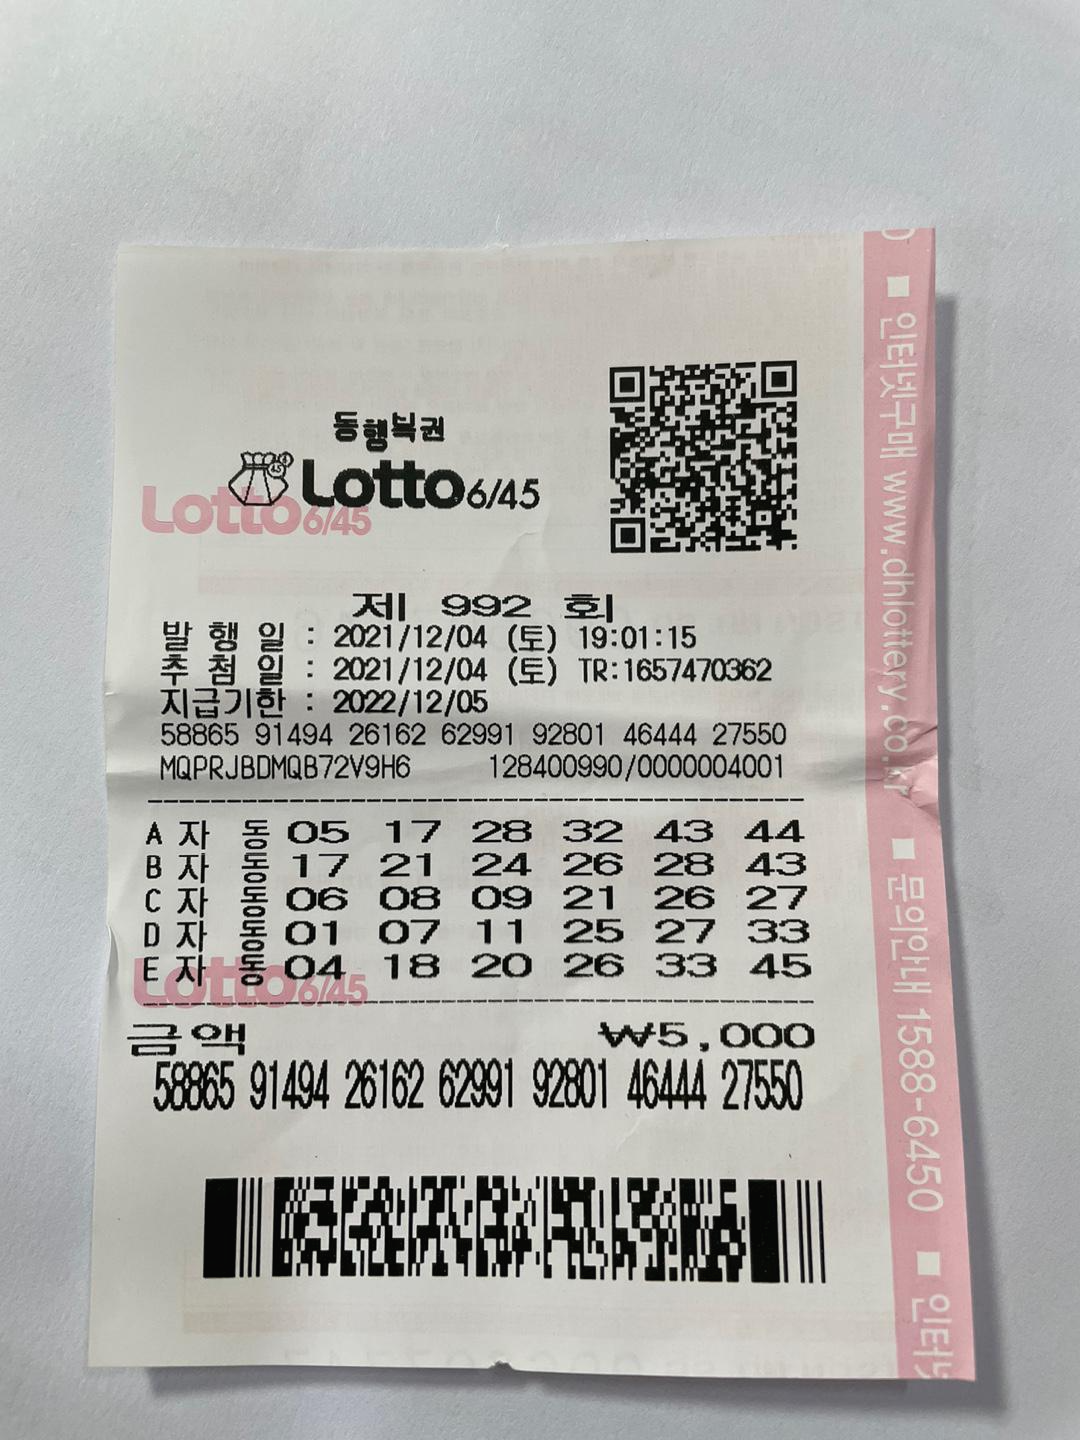 동행복권
Lotto6/45
Lotto6/45
제 992 회
발 행 일 : 2021/12/04 (토) 19:01:15
추 첨 일 : 2021/12/04 (토) TR:1657470362
지급기한 : 2022/12/05
58865 91494 26162 62991 92801 46444 27550
MQPRJBDMQB72V9H6 128400990/0000004001
A 자 동 05 17 28 32 43 44
B 자 동 17 21 24 26 28 43
C 자 동 06 08 09 21 26 27
D 자 동 01 07 11 25 27 33
E 자 동 04 18 20 26 33 45
Lotto6/45
금액 ₩5,000
58865 91494 26162 62991 92801 46444 27550
■ 인터넷구매 www.dhlottery.co.kr ■ 문의안내 1588-6450 ■ 인터넷